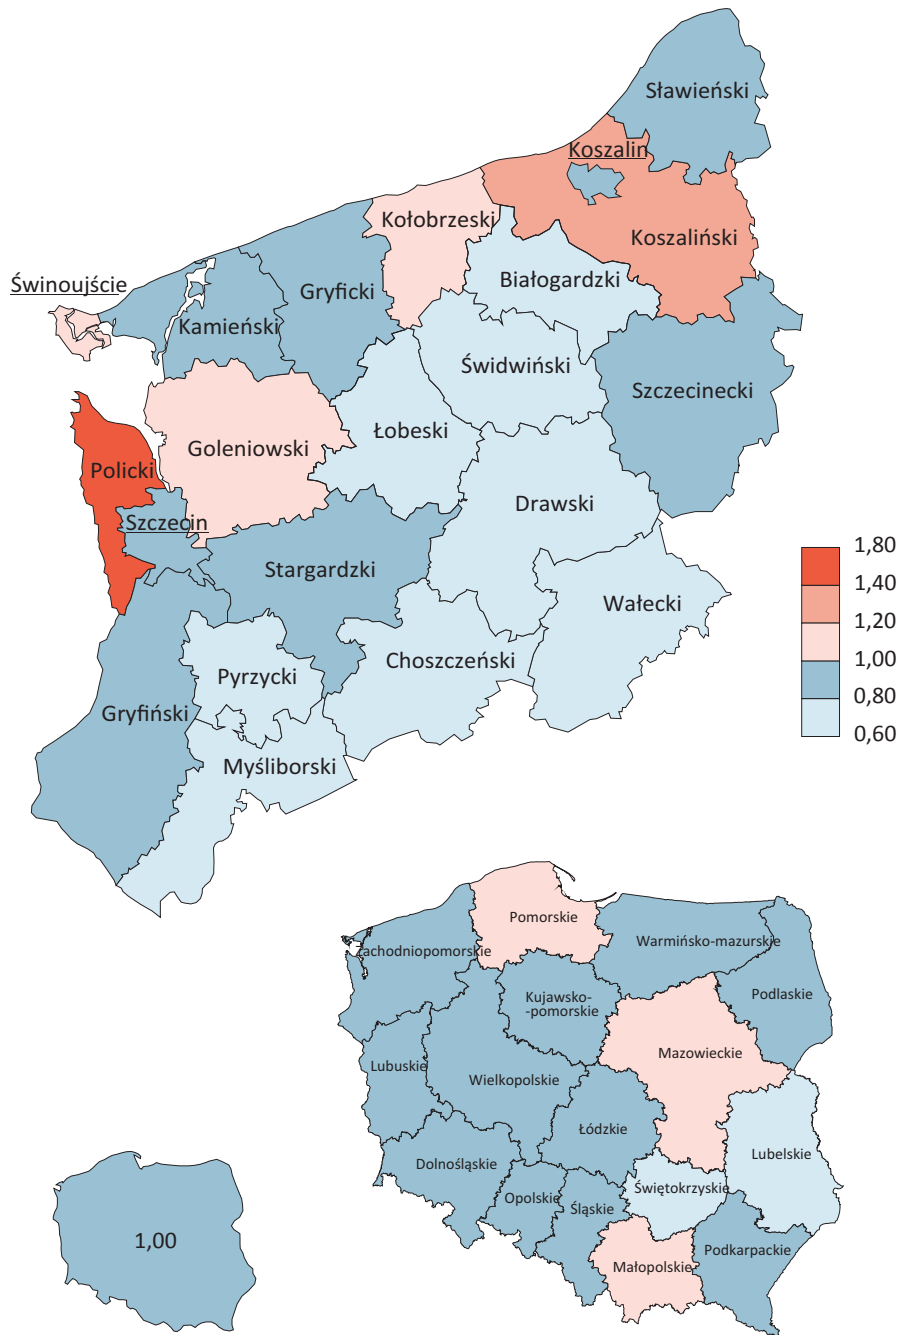 Sławieński
Koszalin
Kołobrzeski
Koszaliński
Białogardzki
Świnoujście
Gryficki
Kamieński
Świdwiński
Szczecinecki
Łobeski
Goleniowski
Policki
Drawski
Szczecin
Stargardzki
Wałecki
Choszczeński
Pyrzycki
Gryfiński
Myśliborski
1,80
1,40
1,20
1,00
0,80
0,60
Pomorskie
Warmińsko-mazurskie
Zachodniopomorskie
Podlaskie
Kujawsko-
-pomorskie
Mazowieckie
Lubuskie
Wielkopolskie
Łódzkie
Lubelskie
Dolnośląskie
Świętokrzyskie
Opolskie
Śląskie
Podkarpackie
Małopolskie
1,00